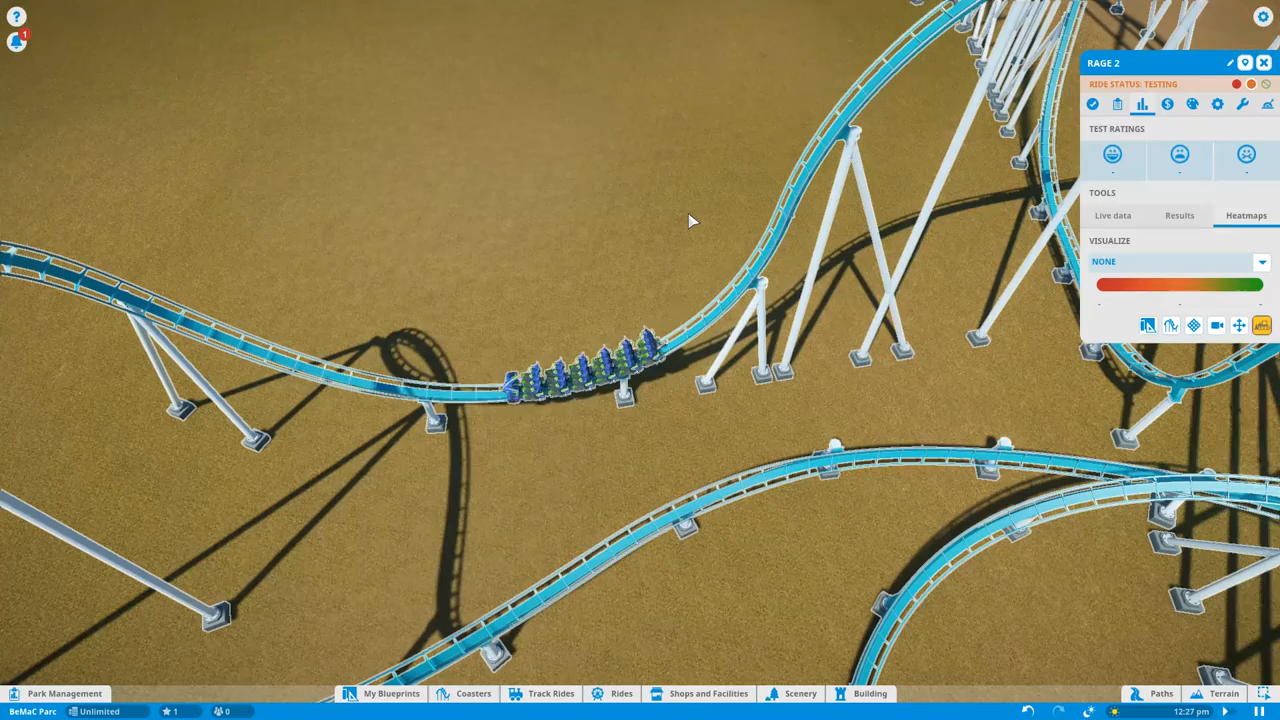 ?
1
RAGE 2
RIDE STATUS: TESTING
TEST RATINGS
- - -
TOOLS
Live data Results Heatmaps
VISUALIZE
NONE
- - -
Park Management My Blueprints Coasters Track Rides Rides Shops and Facilities Scenery Building Paths Terrain
BeMaC Parc Unlimited 1 0 12:27 pm